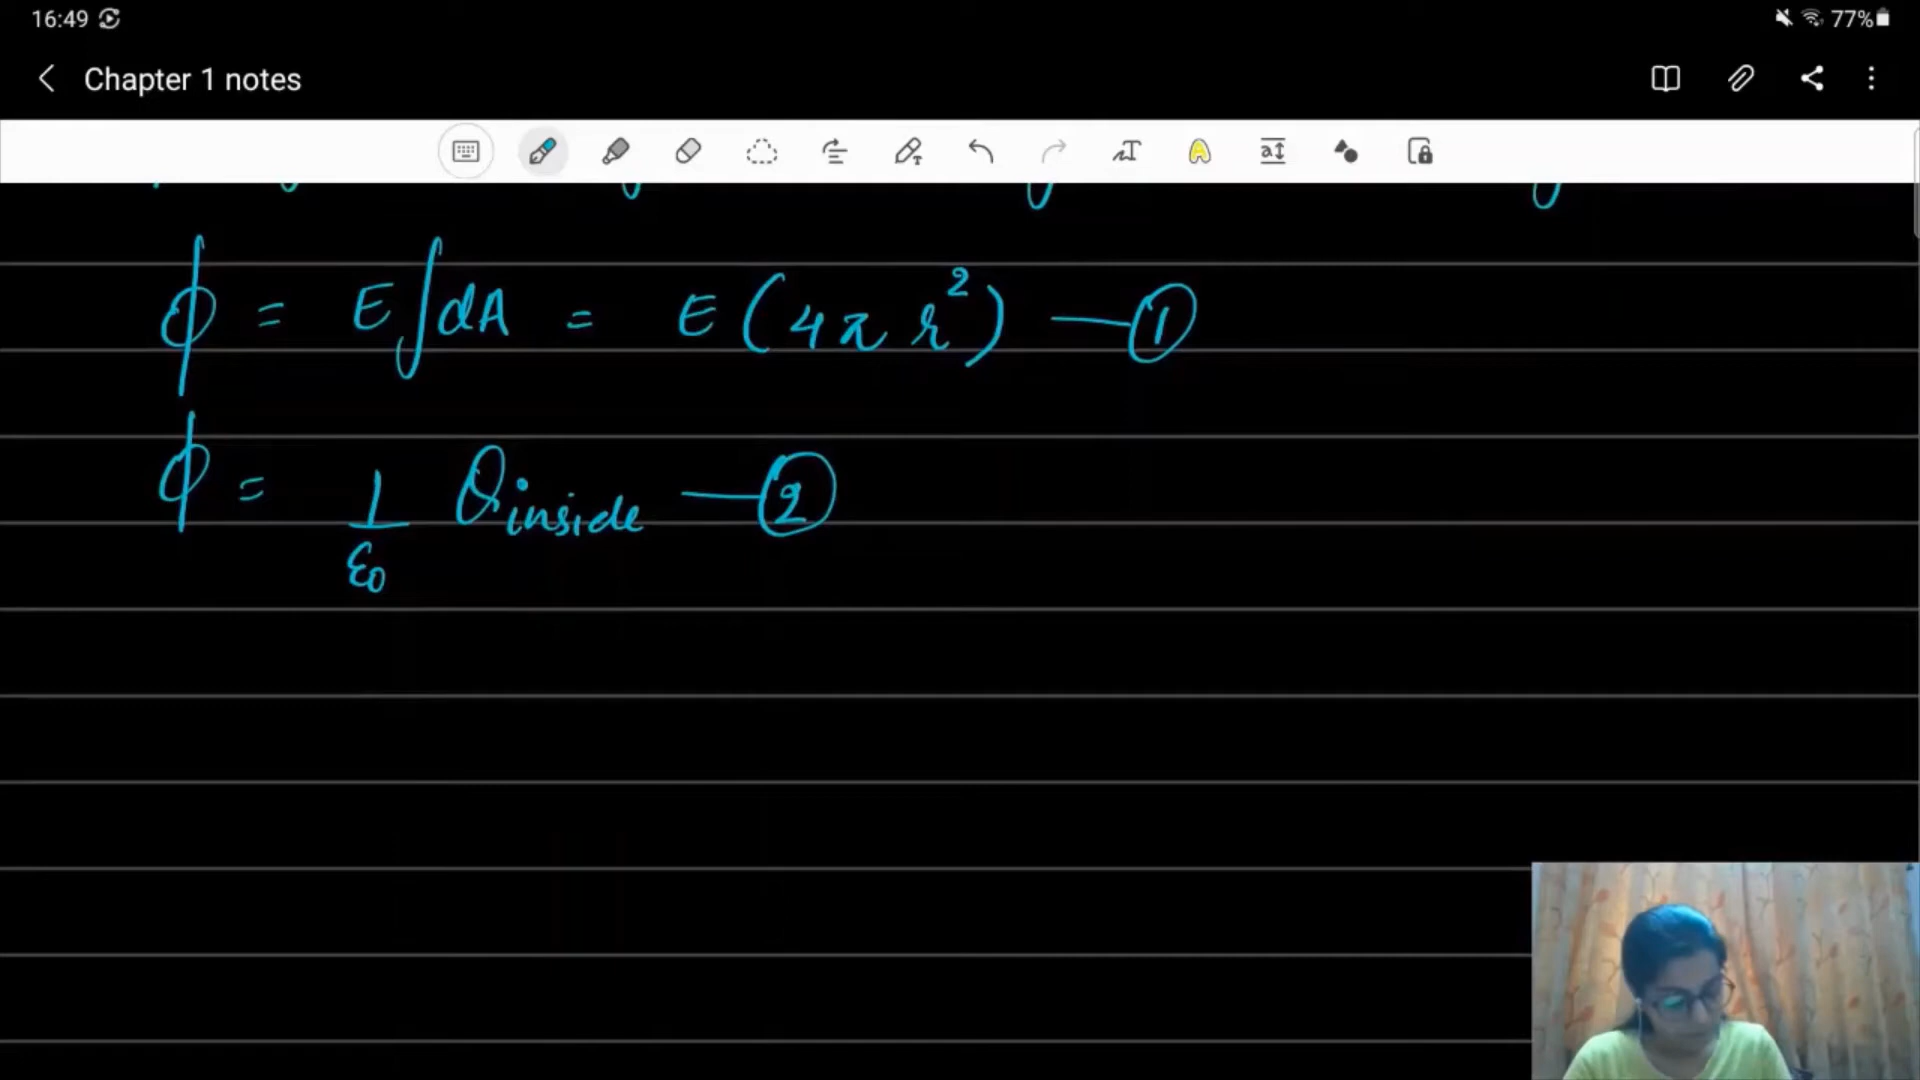 16:49 77%
Chapter 1 notes
ϕ = E∫dA = E(4πr²) —①
ϕ = 1/ε₀ Qinside —②